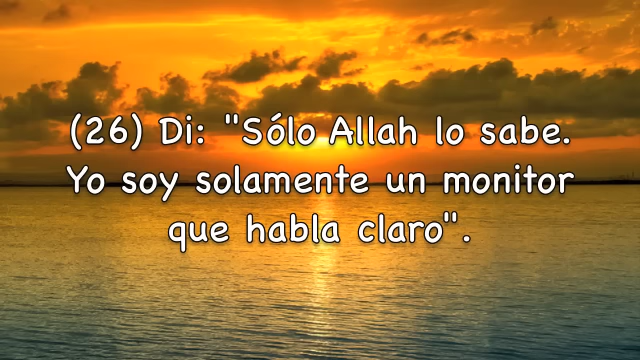 (26) Di: "Sólo Allah lo sabe.
Yo soy solamente un monitor
que habla claro".